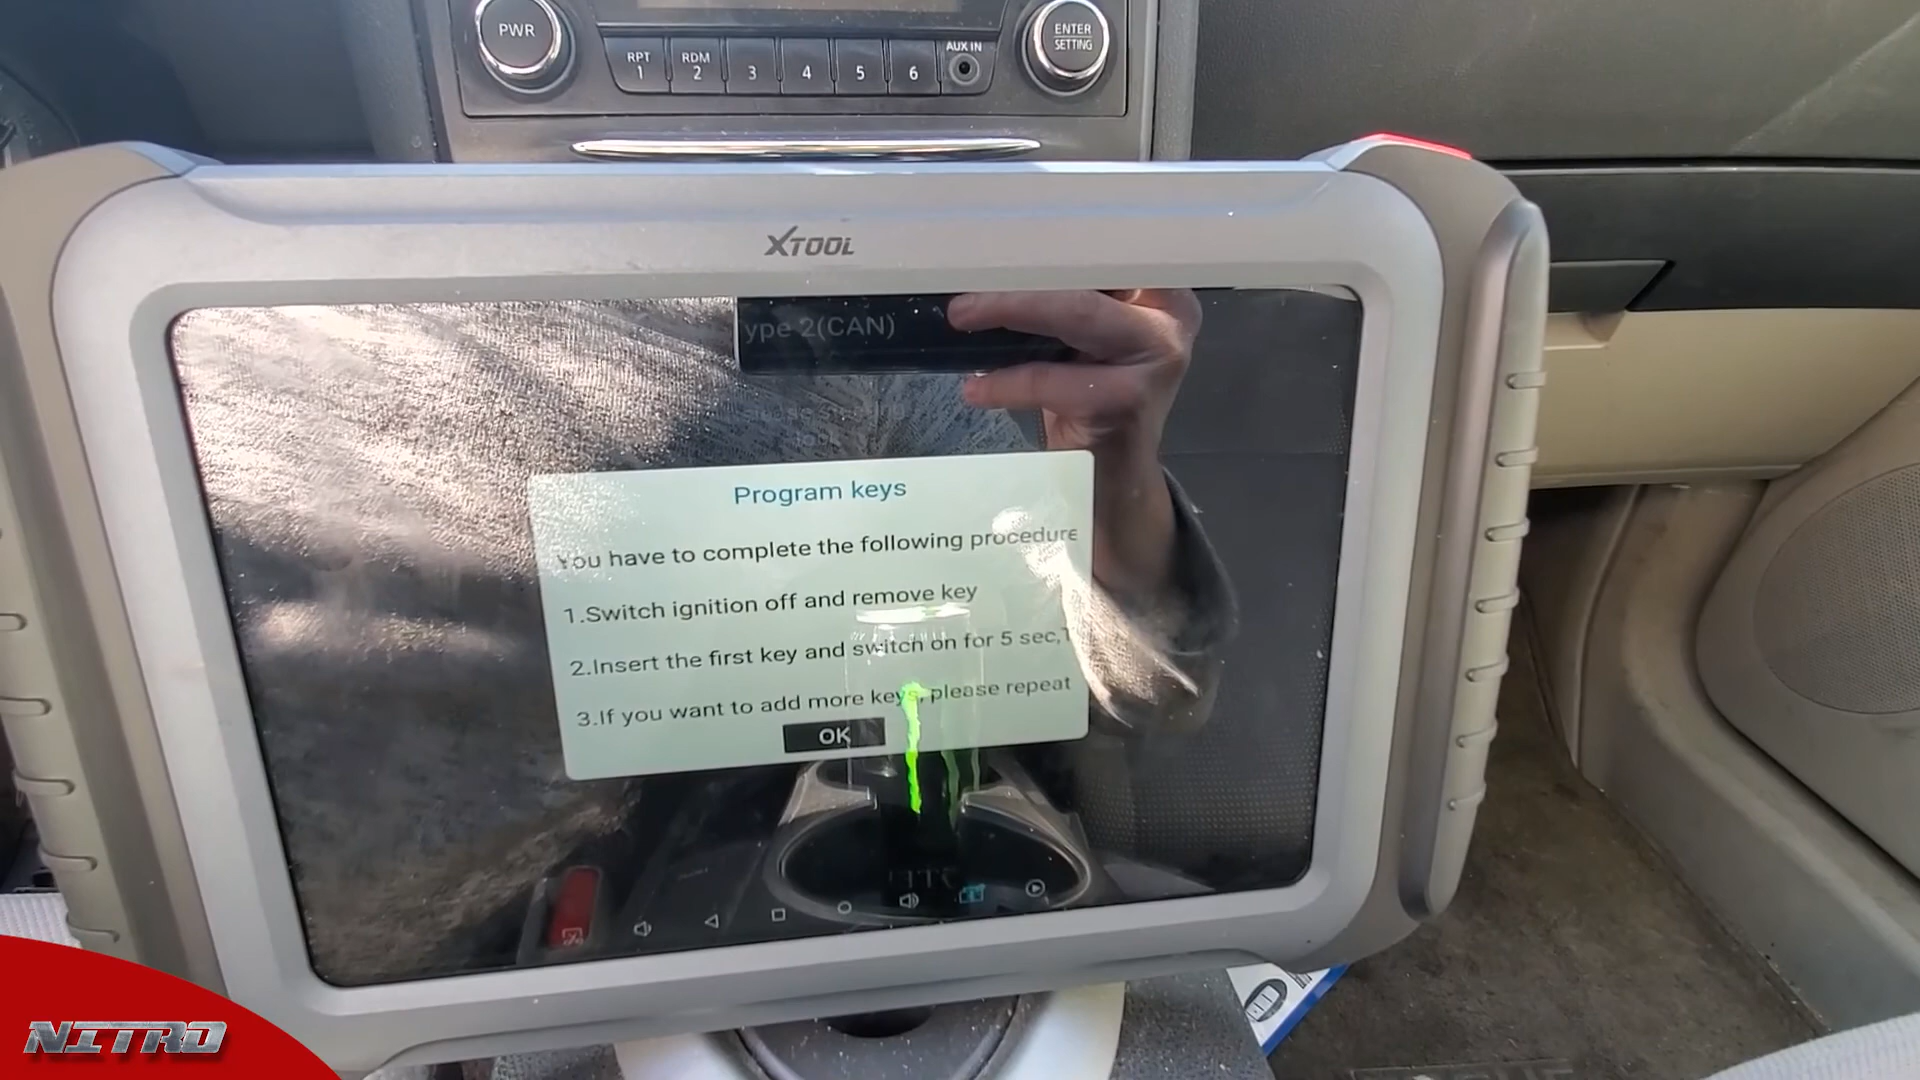 PWR
RPT
1
RDM
2
3
4
5
6
AUX IN
ENTER
SETTING
XTOOL
ype 2(CAN)
Program keys
You have to complete the following procedure
1.Switch ignition off and remove key
2.Insert the first key and switch on for 5 sec,
3.If you want to add more keys, please repeat
OK
NITRO